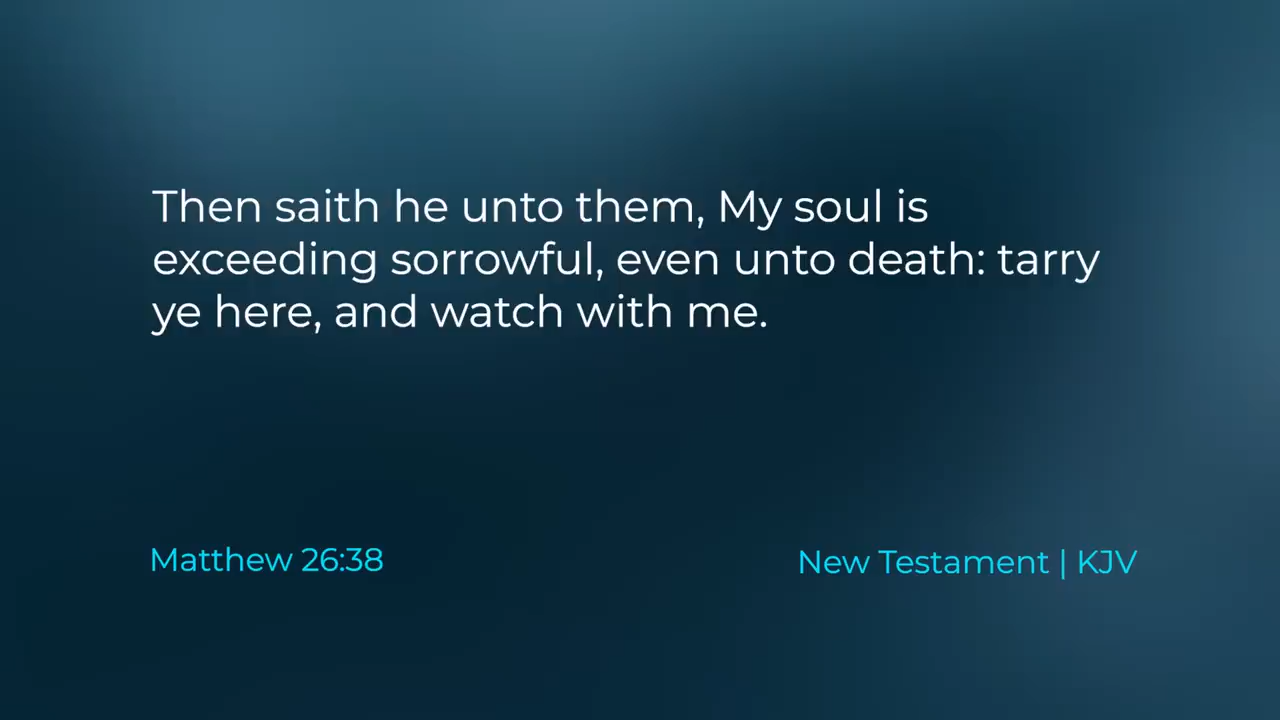 Then saith he unto them, My soul is
exceeding sorrowful, even unto death: tarry
ye here, and watch with me.
Matthew 26:38
New Testament | KJV